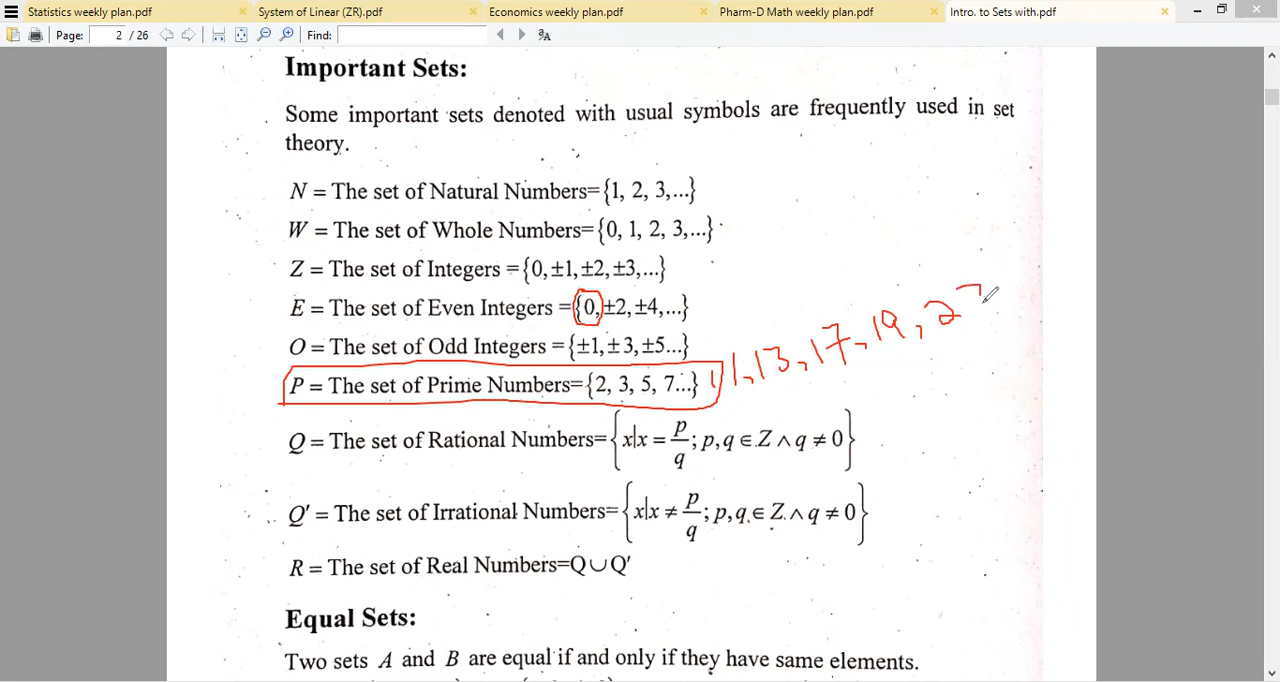 Statistics weekly plan.pdf × System of Linear (ZR).pdf × Economics weekly plan.pdf × Pharm-D Math weekly plan.pdf × Intro. to Sets with.pdf ×
Page: 2 / 26 Find:
Important Sets:
Some important sets denoted with usual symbols are frequently used in set
theory.
N = The set of Natural Numbers={1, 2, 3,...}
W = The set of Whole Numbers={0, 1, 2, 3,...}
Z = The set of Integers ={0,±1,±2,±3,...}
E = The set of Even Integers ={0,±2,±4,...}
O = The set of Odd Integers ={±1,±3,±5...}
P = The set of Prime Numbers={2, 3, 5, 7...} 11,13,17,19,2
Q = The set of Rational Numbers={x|x = p/q ; p,q ∈ Z ∧ q ≠ 0}
Q′ = The set of Irrational Numbers={x|x ≠ p/q ; p,q ∈ Z ∧ q ≠ 0}
R = The set of Real Numbers=Q∪Q′
Equal Sets:
Two sets A and B are equal if and only if they have same elements.